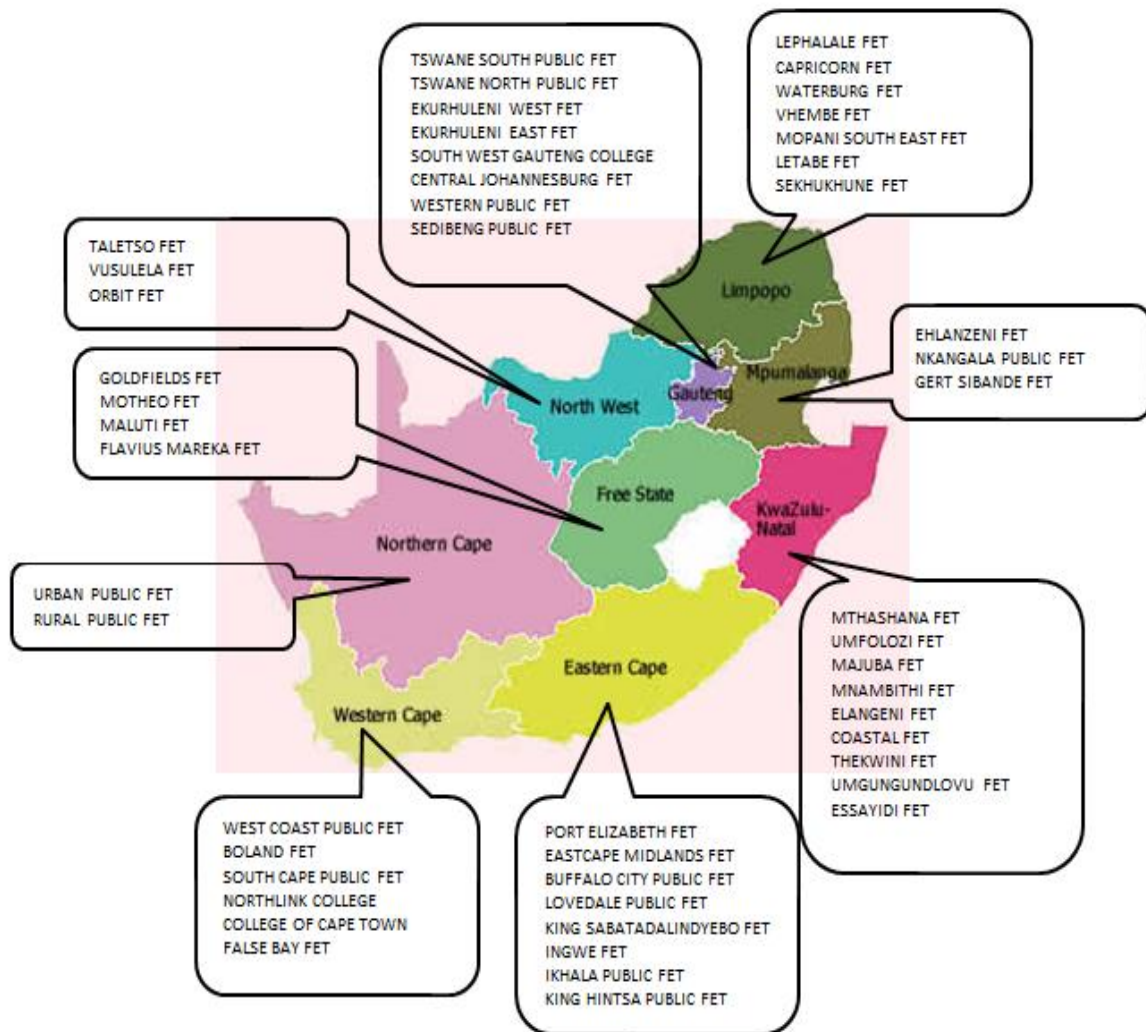 TSWANE SOUTH PUBLIC FET
TSWANE NORTH PUBLIC FET
EKURHULENI WEST FET
EKURHULENI EAST FET
SOUTH WEST GAUTENG COLLEGE
CENTRAL JOHANNESBURG FET
WESTERN PUBLIC FET
SEDIBENG PUBLIC FET
LEPHALALE FET
CAPRICORN FET
WATERBURG FET
VHEMBE FET
MOPANI SOUTH EAST FET
LETABE FET
SEKHUKHUNE FET
TALETSO FET
VUSULELA FET
ORBIT FET
Limpopo
EHLANZENI FET
NKANGALA PUBLIC FET
GERT SIBANDE FET
Mpumalanga
Gauteng
North West
GOLDFIELDS FET
MOTHEO FET
MALUTI FET
FLAVIUS MAREKA FET
Free State
KwaZulu-
Natal
Northern Cape
URBAN PUBLIC FET
RURAL PUBLIC FET
MTHASHANA FET
UMFOLOZI FET
MAJUBA FET
MNAMBITHI FET
ELANGENI FET
COASTAL FET
THEKWINI FET
UMGUNGUNDLOVU FET
ESSAYIDI FET
Eastern Cape
Western Cape
WEST COAST PUBLIC FET
BOLAND FET
SOUTH CAPE PUBLIC FET
NORTHLINK COLLEGE
COLLEGE OF CAPE TOWN
FALSE BAY FET
PORT ELIZABETH FET
EASTCAPE MIDLANDS FET
BUFFALO CITY PUBLIC FET
LOVEDALE PUBLIC FET
KING SABATADALINDYEBO FET
INGWE FET
IKHALA PUBLIC FET
KING HINTSA PUBLIC FET